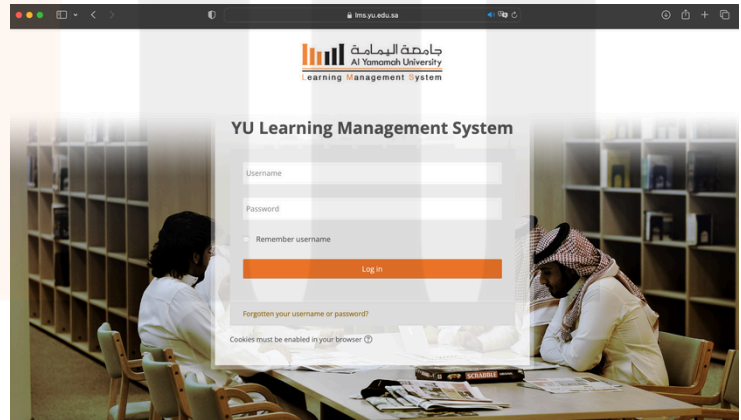 lms.yu.edu.sa
جامعة اليمامة
Al Yamamah University
Learning Management System
YU Learning Management System
Username
Password
Remember username
Log in
Forgotten your username or password?
Cookies must be enabled in your browser
SCRABBLE